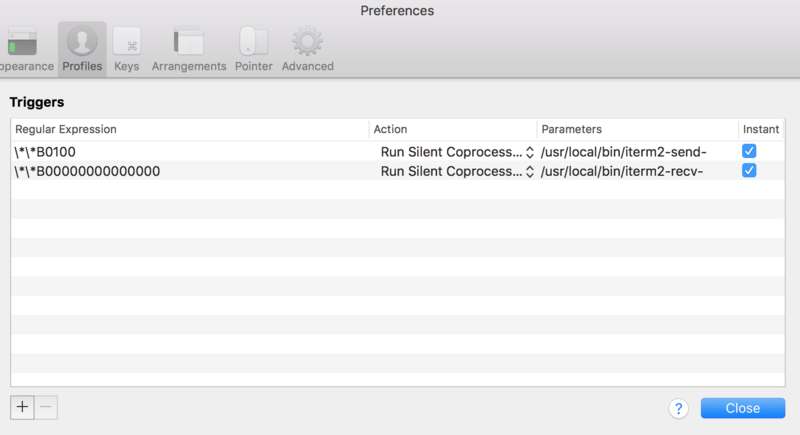 Preferences
ppearance Profiles Keys Arrangements Pointer Advanced
Triggers
Regular Expression Action Parameters Instant
\*\*B0100 Run Silent Coprocess... /usr/local/bin/iterm2-send-
\*\*B00000000000000 Run Silent Coprocess... /usr/local/bin/iterm2-recv-
+ −
? Close